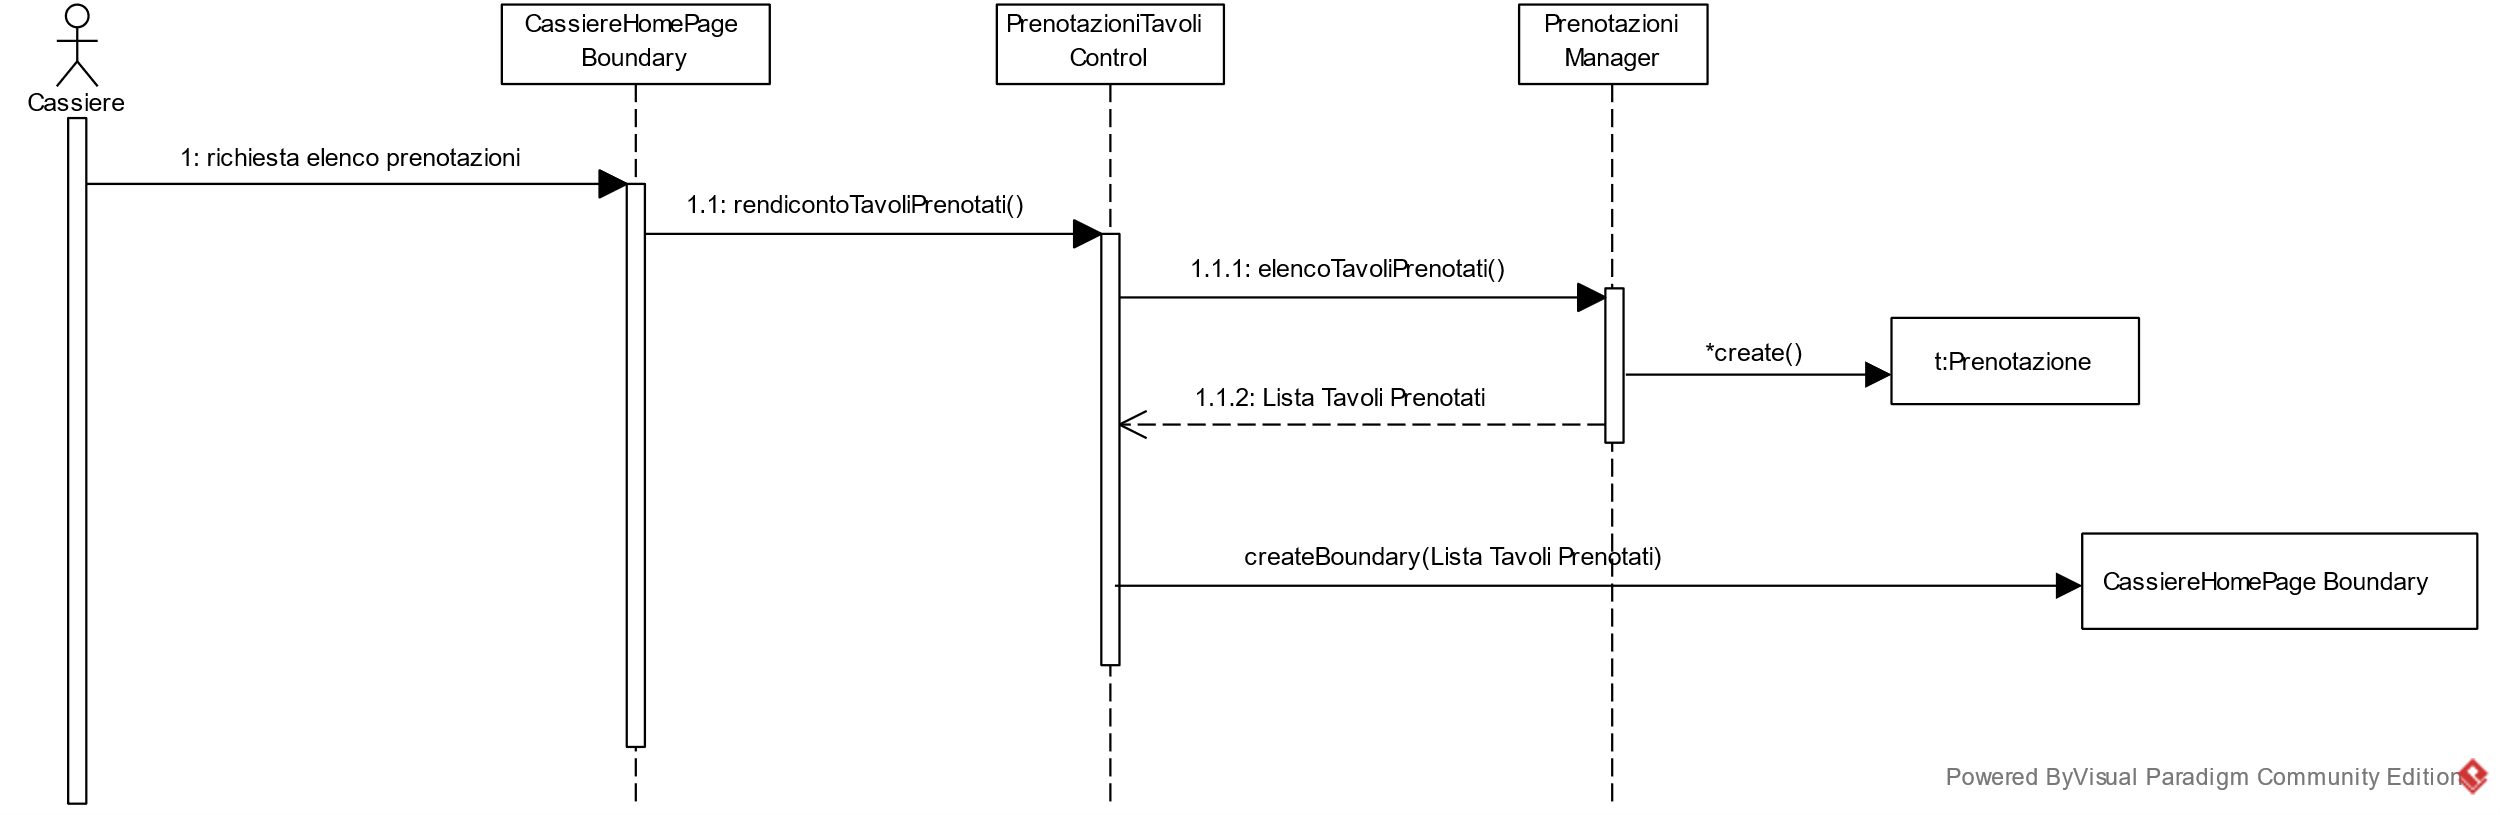 CassiereHomePage
Boundary
PrenotazioniTavoli
Control
Prenotazioni
Manager
Cassiere
1: richiesta elenco prenotazioni
1.1: rendicontoTavoliPrenotati()
1.1.1: elencoTavoliPrenotati()
*create()
t:Prenotazione
1.1.2: Lista Tavoli Prenotati
createBoundary(Lista Tavoli Prenotati)
CassiereHomePage Boundary
Powered ByVisual Paradigm Community Edition